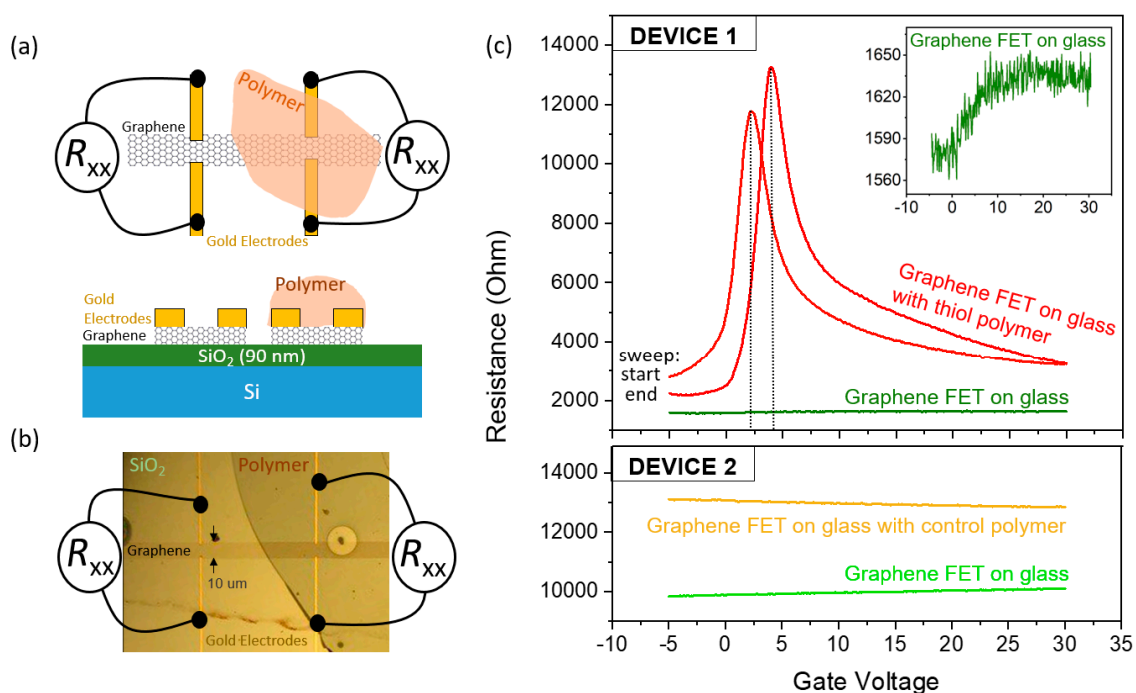 (a)
Polymer
Graphene
Rxx
Rxx
Gold Electrodes
Polymer
Gold
Electrodes
Graphene
SiO2 (90 nm)
Si
(b)
SiO2
Polymer
Graphene
Rxx
Rxx
10 um
Gold Electrodes
(c)
DEVICE 1
14000
12000
10000
8000
6000
4000
2000
Resistance (Ohm)
Graphene FET on glass
1650
1620
1590
1560
-10 0 10 20 30
Graphene FET on glass
with thiol polymer
sweep:
start
end
Graphene FET on glass
DEVICE 2
14000
12000
10000
Graphene FET on glass with control polymer
Graphene FET on glass
-10 -5 0 5 10 15 20 25 30 35
Gate Voltage